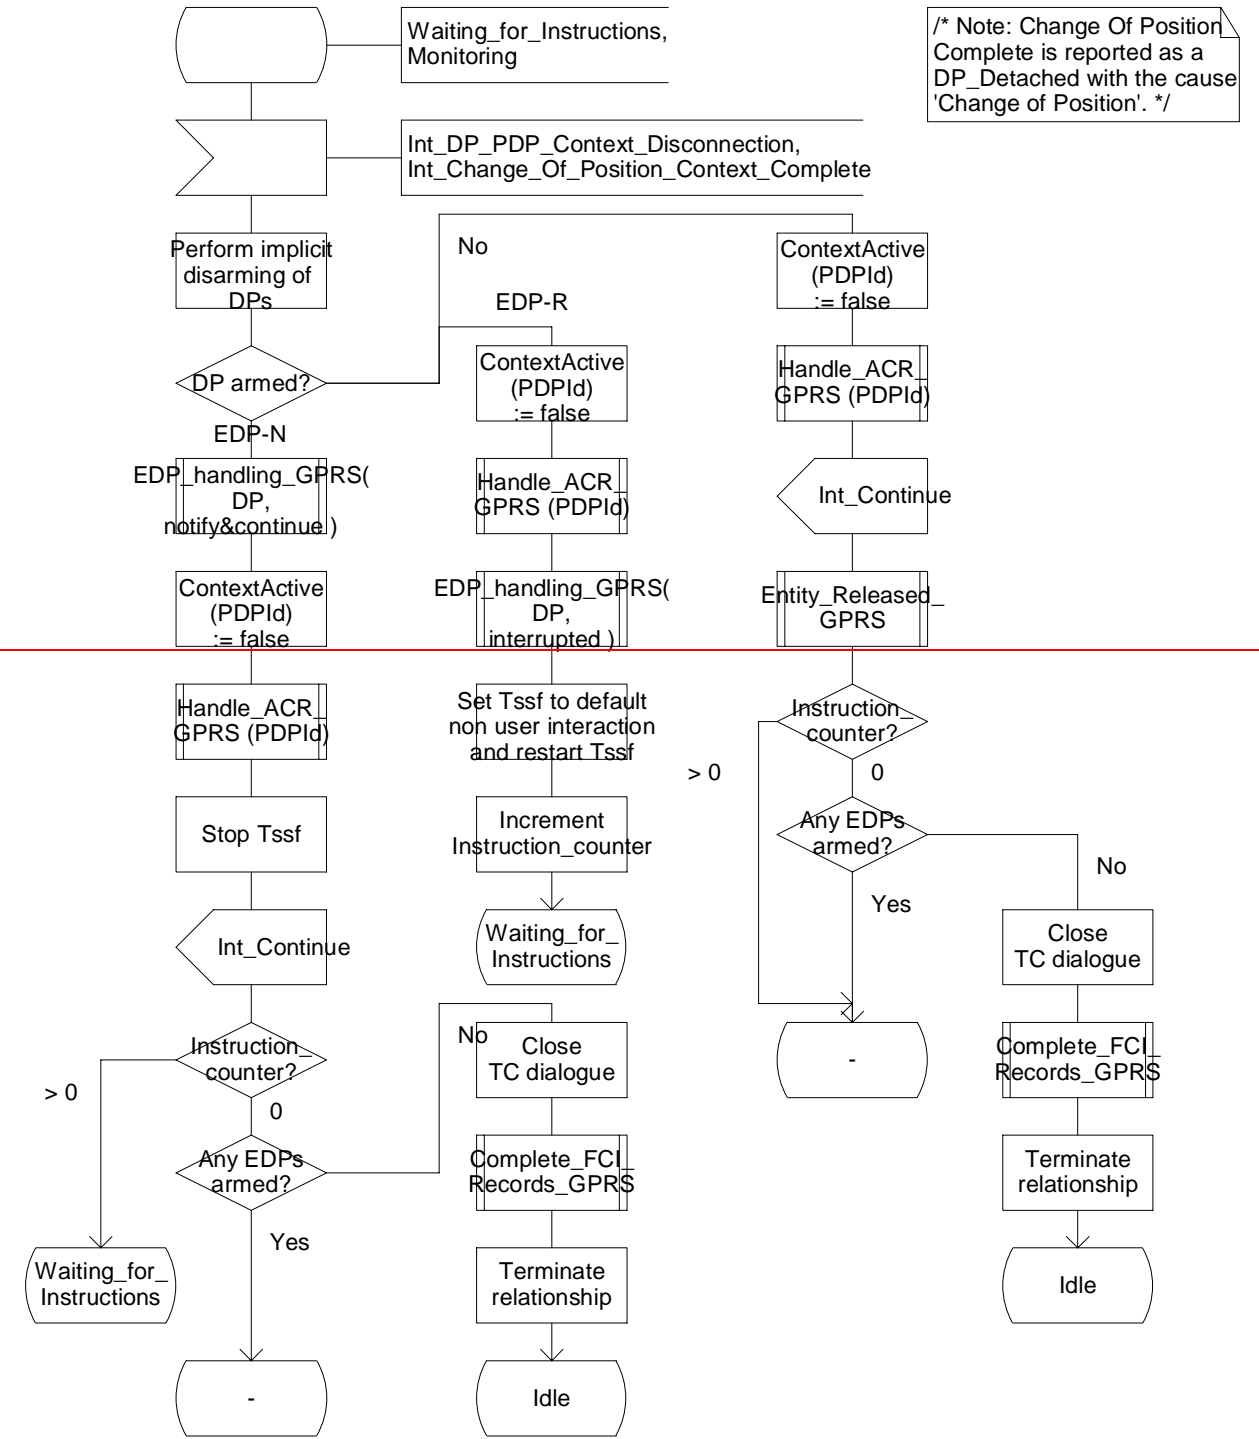 Waiting_for_Instructions,
Monitoring
/* Note: Change Of Position
Complete is reported as a
DP_Detached with the cause
'Change of Position'. */
Int_DP_PDP_Context_Disconnection,
Int_Change_Of_Position_Context_Complete
Perform implicit
disarming of
DPs
No
ContextActive
(PDPId)
:= false
EDP-R
DP armed?
ContextActive
(PDPId)
:= false
Handle_ACR_
GPRS (PDPId)
EDP-N
EDP_handling_GPRS(
DP,
notify&continue )
Handle_ACR_
GPRS (PDPId)
Int_Continue
ContextActive
(PDPId)
:= false
EDP_handling_GPRS(
DP,
interrupted )
Entity_Released_
GPRS
Handle_ACR_
GPRS (PDPId)
Set Tssf to default
non user interaction
and restart Tssf
Instruction_
counter?
> 0
0
Stop Tssf
Increment
Instruction_counter
Any EDPs
armed?
No
Yes
Int_Continue
Waiting_for_
Instructions
Close
TC dialogue
Instruction_
counter?
No
Close
TC dialogue
-
Complete_FCI_
Records_GPRS
> 0
0
Any EDPs
armed?
Complete_FCI_
Records_GPRS
Terminate
relationship
Yes
Waiting_for_
Instructions
Terminate
relationship
Idle
-
Idle